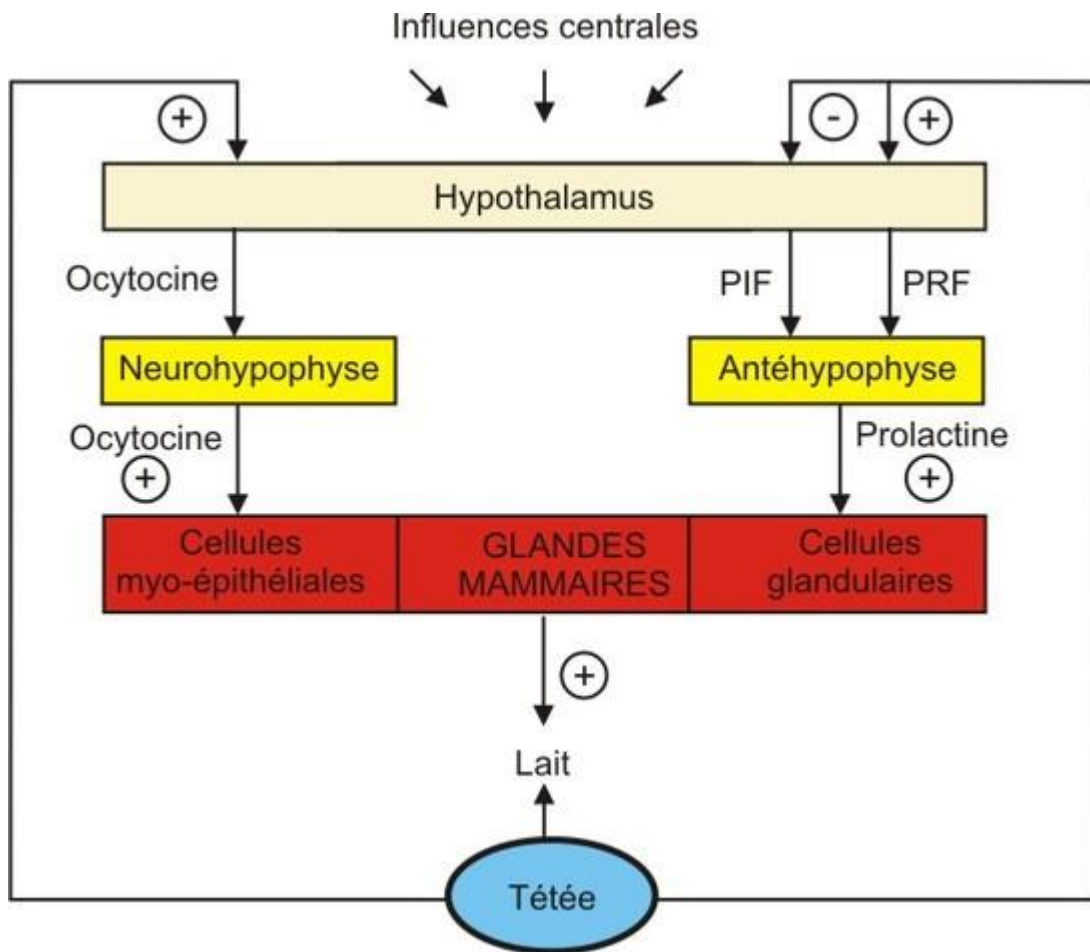 Influences centrales
+
-
+
Hypothalamus
Ocytocine
PIF
PRF
Neurohypophyse
Antéhypophyse
Ocytocine
+
Prolactine
+
Cellules
myo-épithéliales
GLANDES
MAMMAIRES
Cellules
glandulaires
+
Lait
Tétée